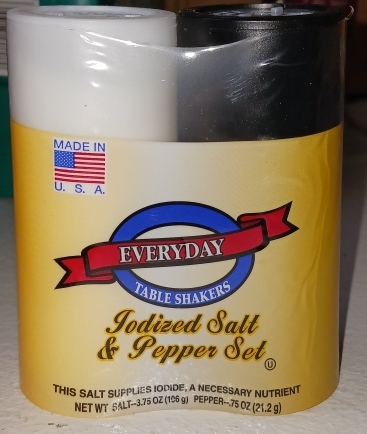 MADE IN
U. S. A.
EVERYDAY
TABLE SHAKERS
Iodized Salt
& Pepper Set
U
THIS SALT SUPPLIES IODIDE, A NECESSARY NUTRIENT
NET WT SALT--3.75 OZ (106 g) PEPPER--.75 OZ (21.2 g)